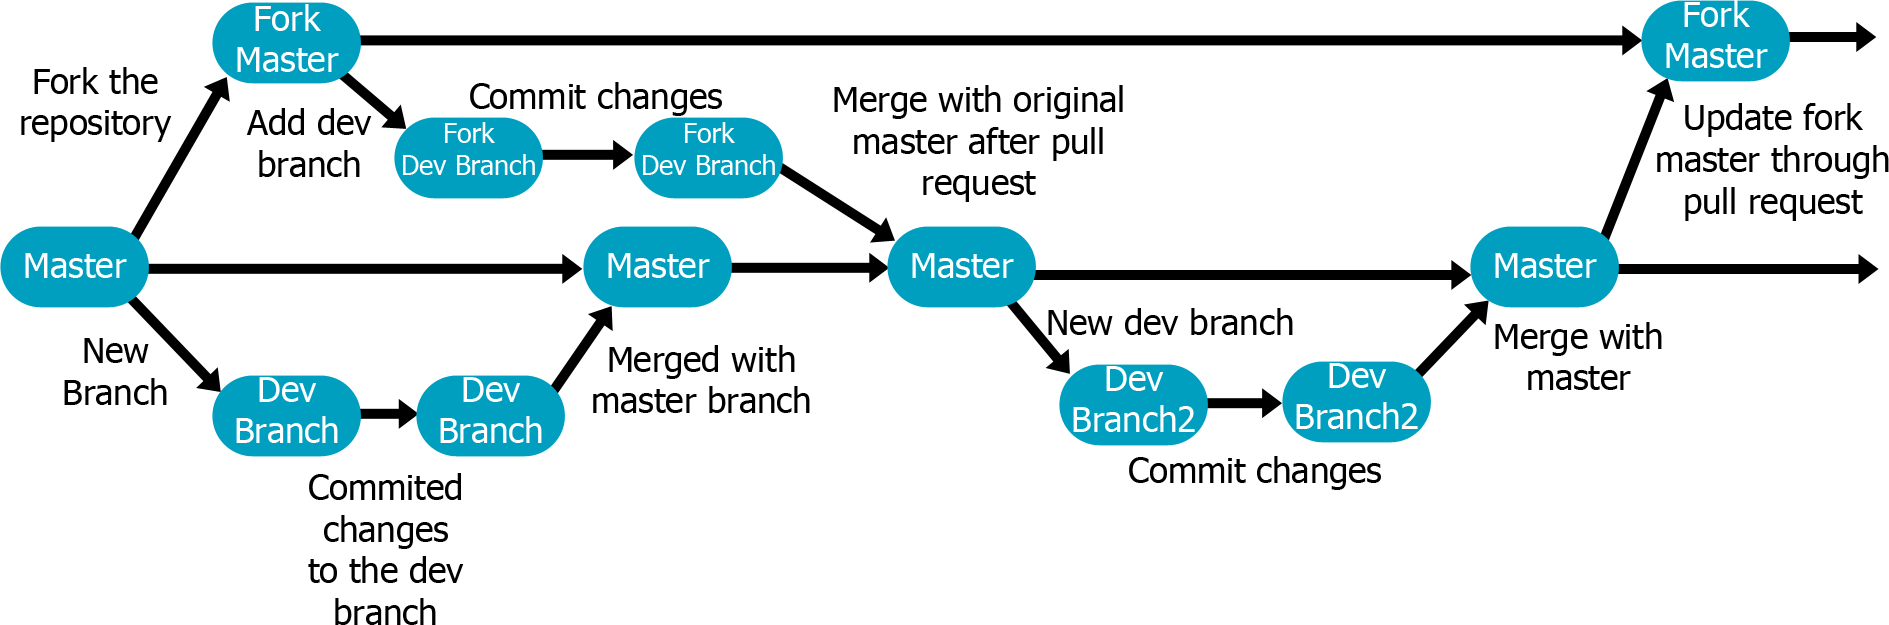 Fork
Master
Fork
Master
Fork the
repository
Add dev
branch
Commit changes
Fork
Dev Branch
Fork
Dev Branch
Merge with original
master after pull
request
Update fork
master through
pull request
Master
Master
Master
Master
New
Branch
Dev
Branch
Dev
Branch
Merged with
master branch
New dev branch
Dev
Branch2
Dev
Branch2
Merge with
master
Commited
changes
to the dev
branch
Commit changes